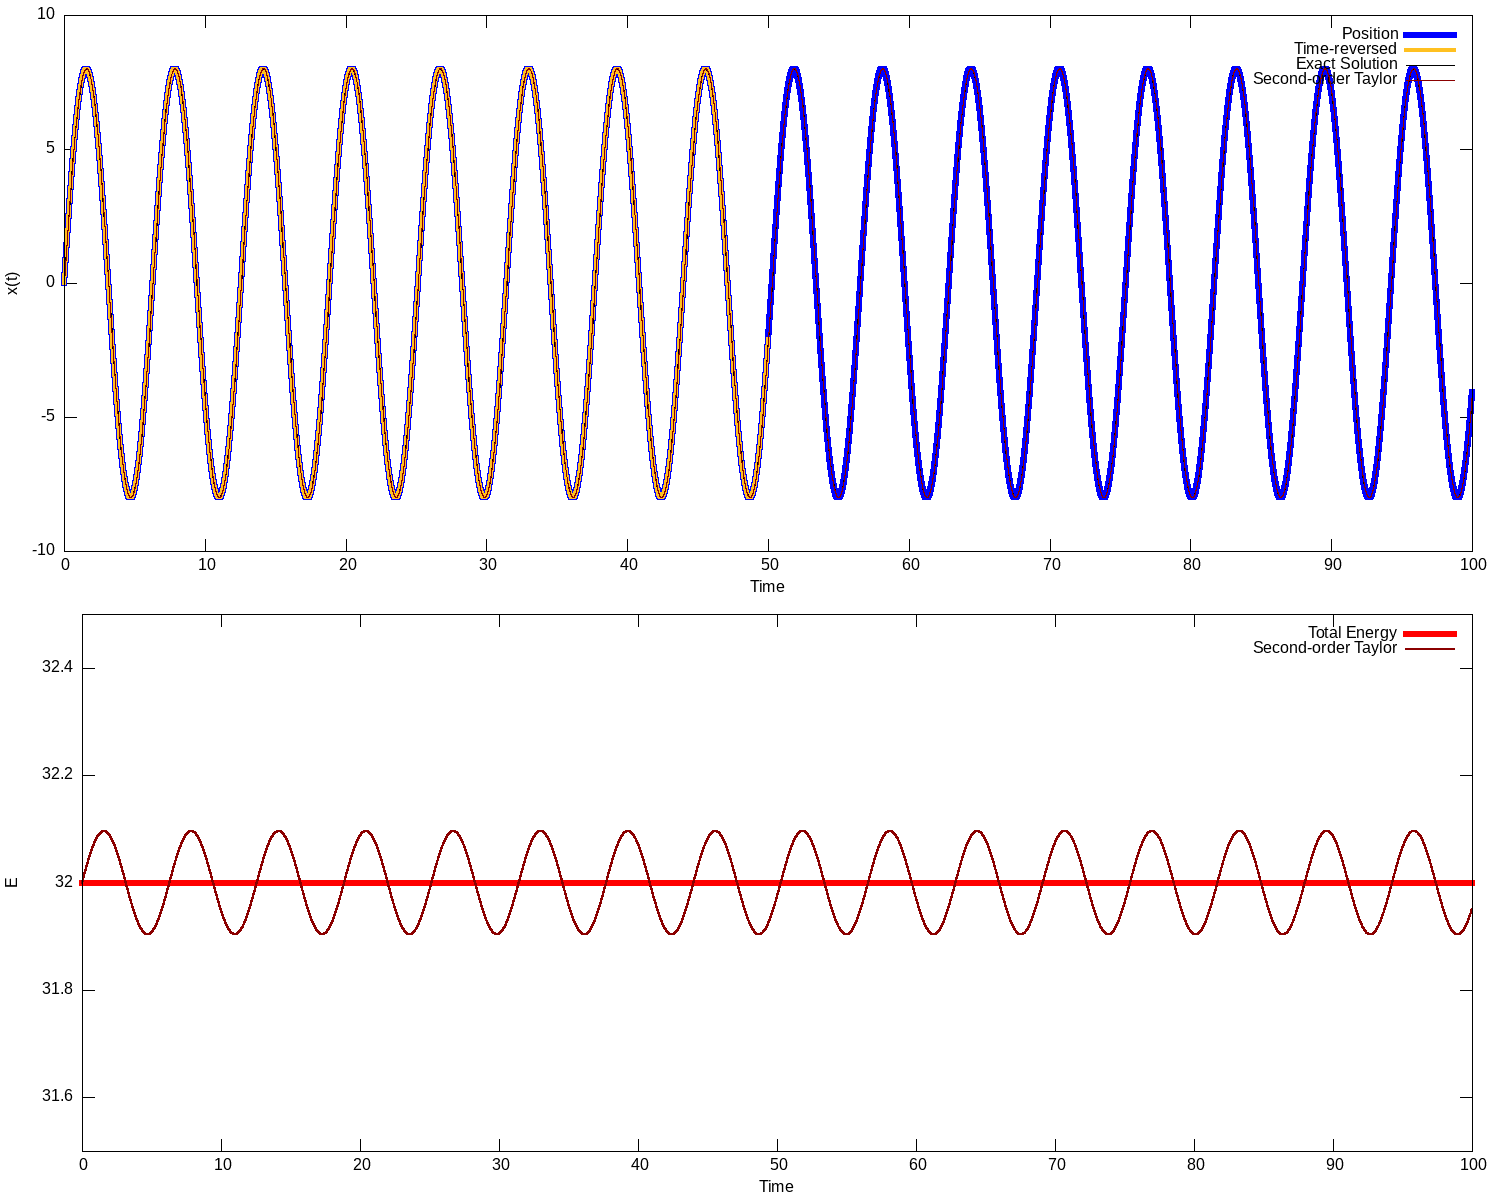 10
5
0
-5
-10
x(t)
Position
Time-reversed
Exact Solution
Second-order Taylor
0 10 20 30 40 50 60 70 80 90 100
Time
32.4
32.2
32
31.8
31.6
E
Total Energy
Second-order Taylor
0 10 20 30 40 50 60 70 80 90 100
Time